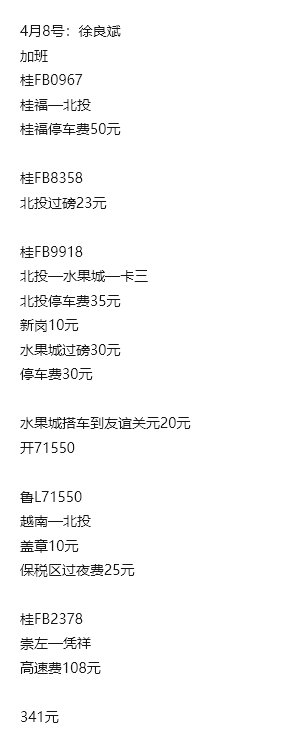 4月8号：徐良斌
加班
桂FB0967
桂福—北投
桂福停车费50元
桂FB8358
北投过磅23元
桂FB9918
北投—水果城—卡三
北投停车费35元
新岗10元
水果城过磅30元
停车费30元
水果城搭车到友谊关元20元
开71550
鲁L71550
越南—北投
盖章10元
保税区过夜费25元
桂FB2378
崇左—凭祥
高速费108元
341元